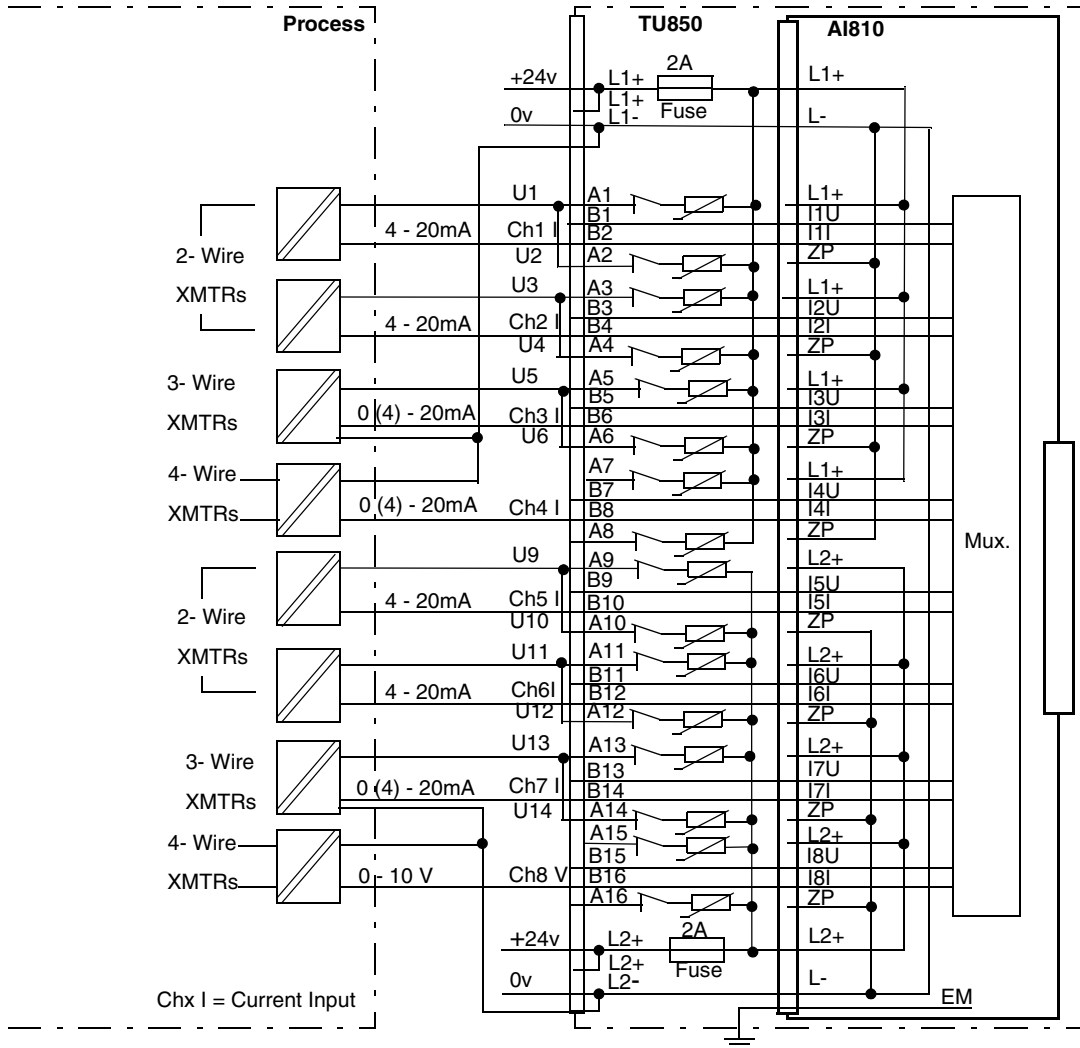 Process TU850 AI810
2A
+24v L1+ L1+
L1+ Fuse
0v L1- L-
U1 A1 L1+
B1 I1U
4 - 20mA Ch1 I B2 I1I
2- Wire U2 A2 ZP
XMTRs U3 A3 L1+
B3 I2U
4 - 20mA Ch2 I B4 I2I
U4 A4 ZP
3- Wire U5 A5 L1+
B5 I3U
XMTRs 0 (4) - 20mA Ch3 I B6 I3I
U6 A6 ZP
4- Wire A7 L1+
B7 I4U
XMTRs 0 (4) - 20mA Ch4 I B8 I4I
A8 ZP
Mux.
U9 A9 L2+
B9 I5U
4 - 20mA Ch5 I B10 I5I
2- Wire U10 A10 ZP
XMTRs U11 A11 L2+
B11 I6U
4 - 20mA Ch6I B12 I6I
U12 A12 ZP
3- Wire U13 A13 L2+
B13 I7U
XMTRs 0 (4) - 20mA Ch7 I B14 I7I
U14 A14 ZP
4- Wire A15 L2+
B15 I8U
XMTRs 0 - 10 V Ch8 V B16 I8I
A16 ZP
2A
+24v L2+ L2+
L2+ Fuse
0v L2- L-
Chx I = Current Input EM